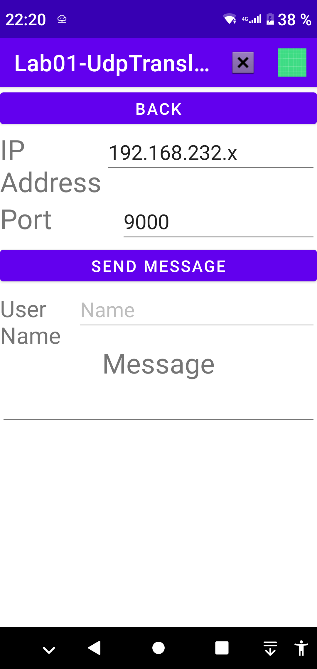 22:20 4G 38 %
Lab01-UdpTransl...
BACK
IP 192.168.232.x
Address
Port 9000
SEND MESSAGE
User Name
Name
Message